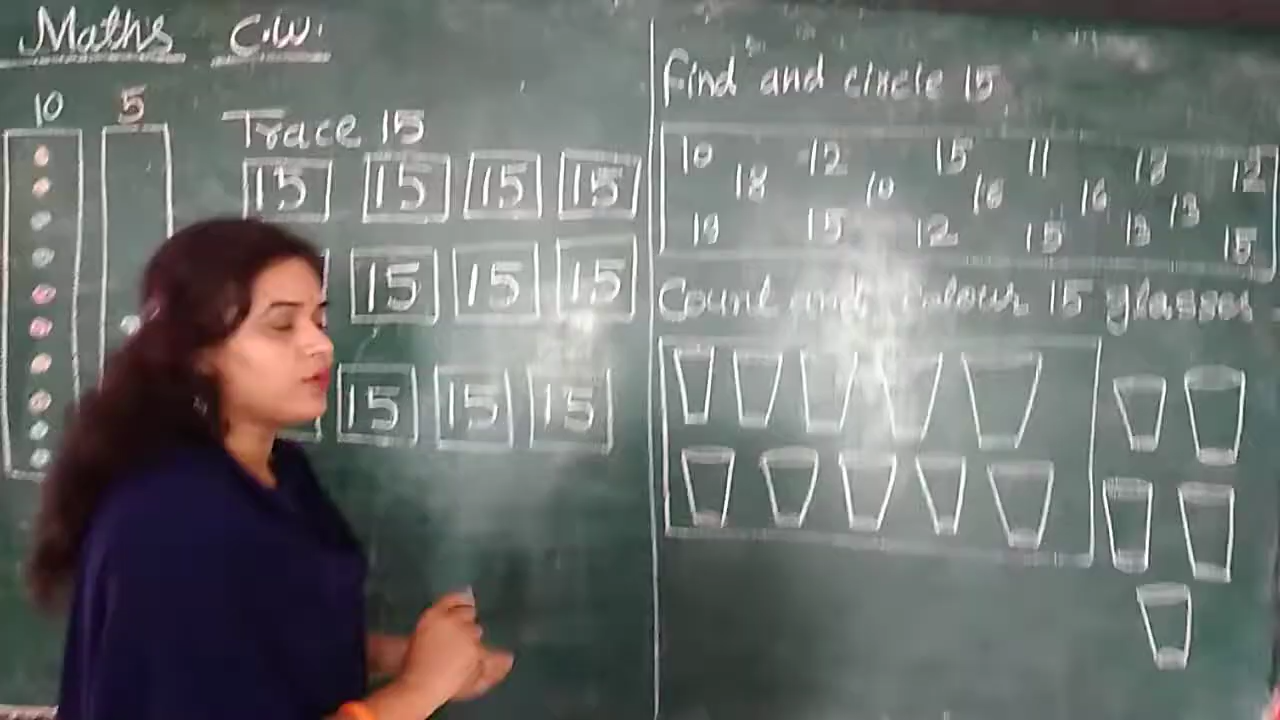 Maths C.W.
10 5
Trace 15
15 15 15 15
15 15 15
15 15 15
Find and circle 15
10 12 15 11 13 12
18 10 16 16 13
10 15 12 15 13 15
Count and colour 15 glasses